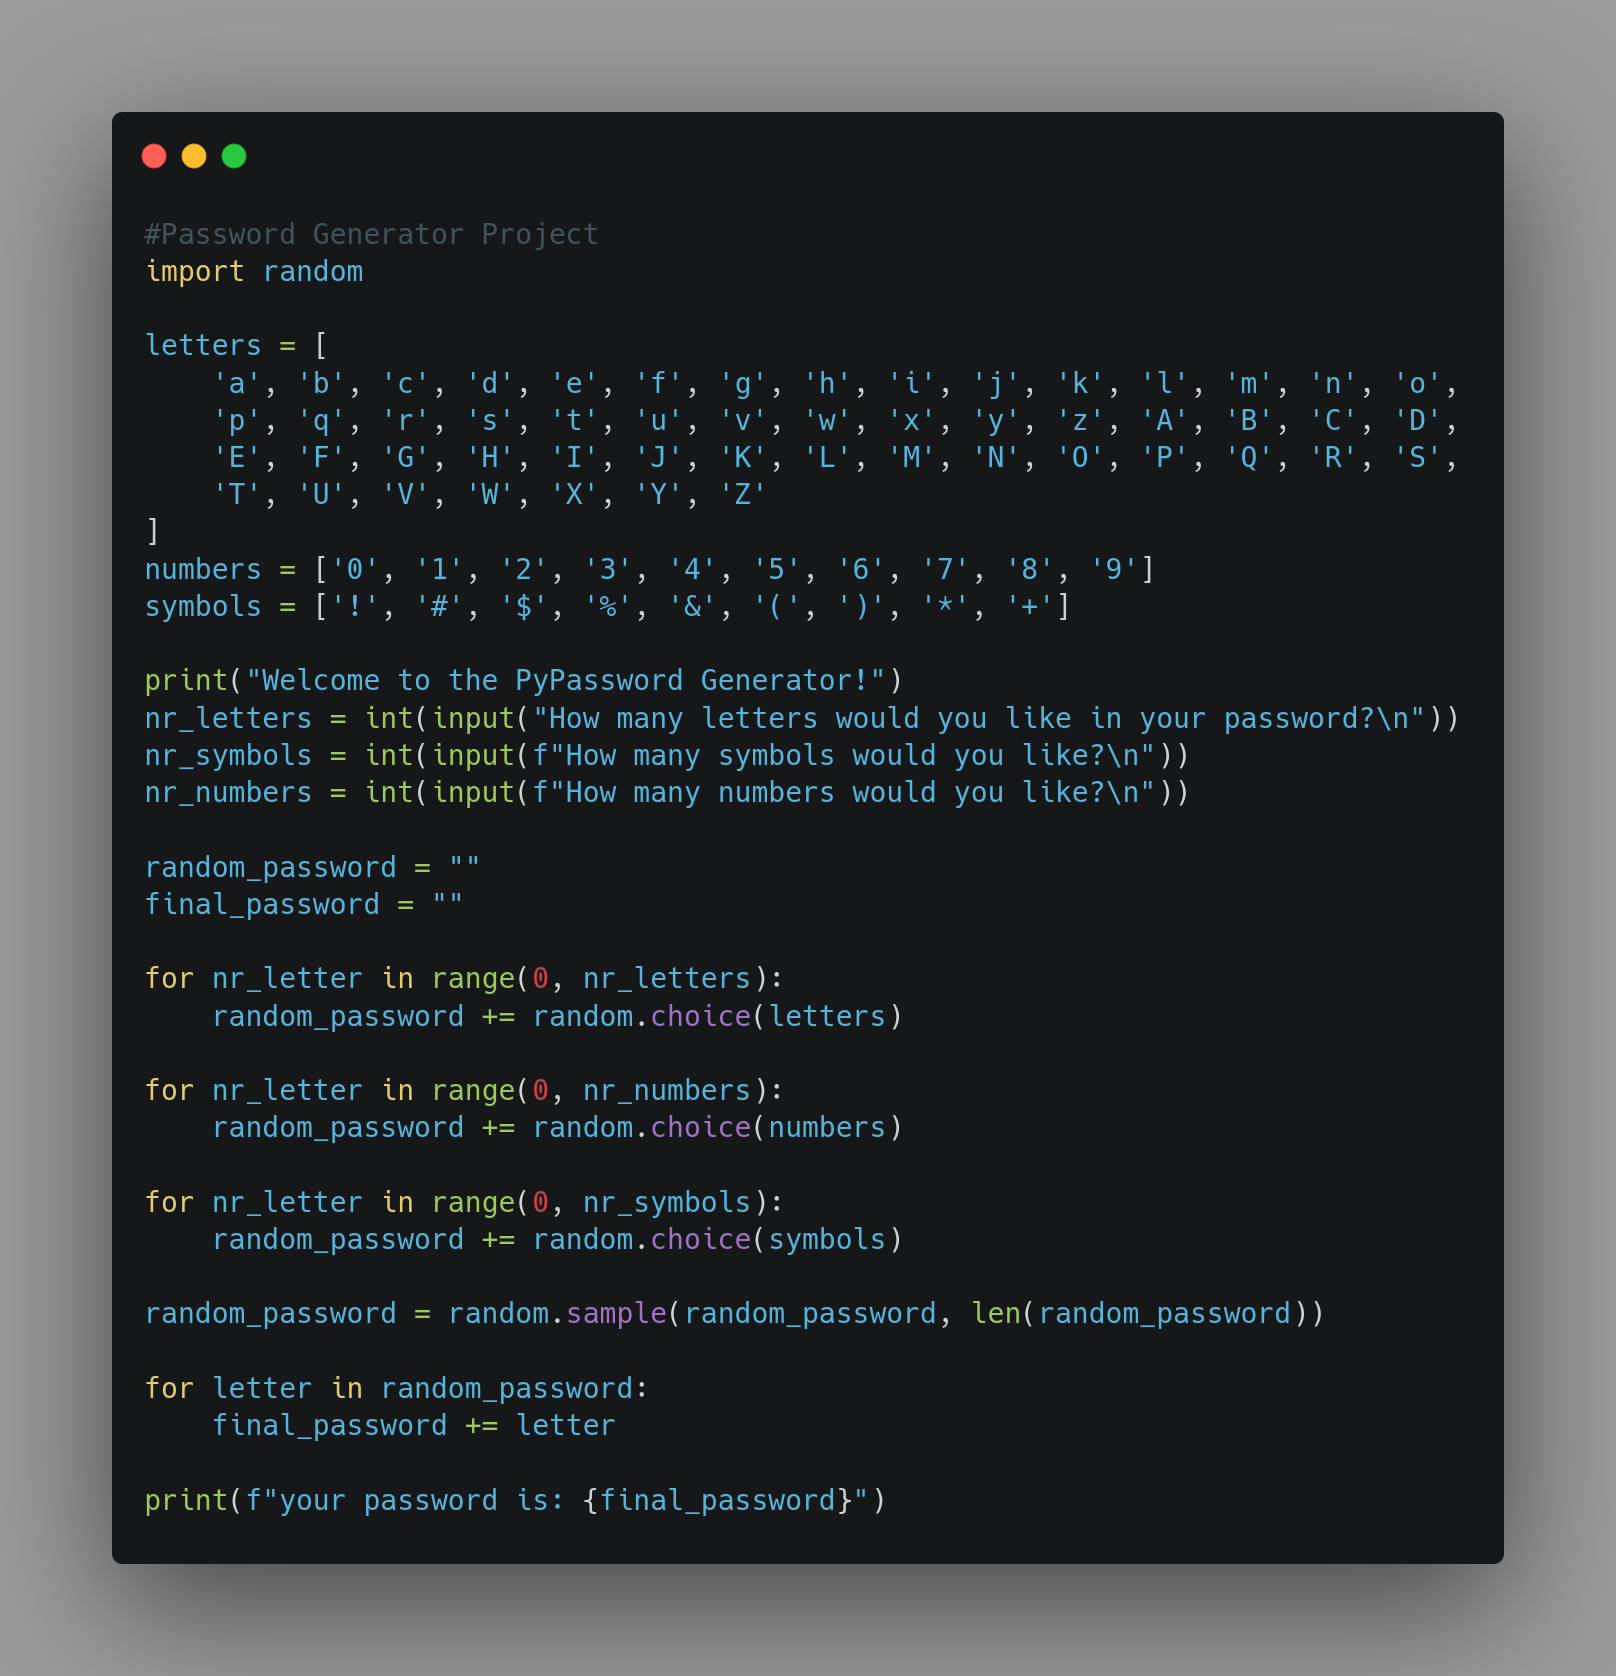 #Password Generator Project
import random

letters = [
    'a', 'b', 'c', 'd', 'e', 'f', 'g', 'h', 'i', 'j', 'k', 'l', 'm', 'n', 'o',
    'p', 'q', 'r', 's', 't', 'u', 'v', 'w', 'x', 'y', 'z', 'A', 'B', 'C', 'D',
    'E', 'F', 'G', 'H', 'I', 'J', 'K', 'L', 'M', 'N', 'O', 'P', 'Q', 'R', 'S',
    'T', 'U', 'V', 'W', 'X', 'Y', 'Z'
]
numbers = ['0', '1', '2', '3', '4', '5', '6', '7', '8', '9']
symbols = ['!', '#', '$', '%', '&', '(', ')', '*', '+']

print("Welcome to the PyPassword Generator!")
nr_letters = int(input("How many letters would you like in your password?\n"))
nr_symbols = int(input(f"How many symbols would you like?\n"))
nr_numbers = int(input(f"How many numbers would you like?\n"))

random_password = ""
final_password = ""

for nr_letter in range(0, nr_letters):
    random_password += random.choice(letters)

for nr_letter in range(0, nr_numbers):
    random_password += random.choice(numbers)

for nr_letter in range(0, nr_symbols):
    random_password += random.choice(symbols)

random_password = random.sample(random_password, len(random_password))

for letter in random_password:
    final_password += letter

print(f"your password is: {final_password}")